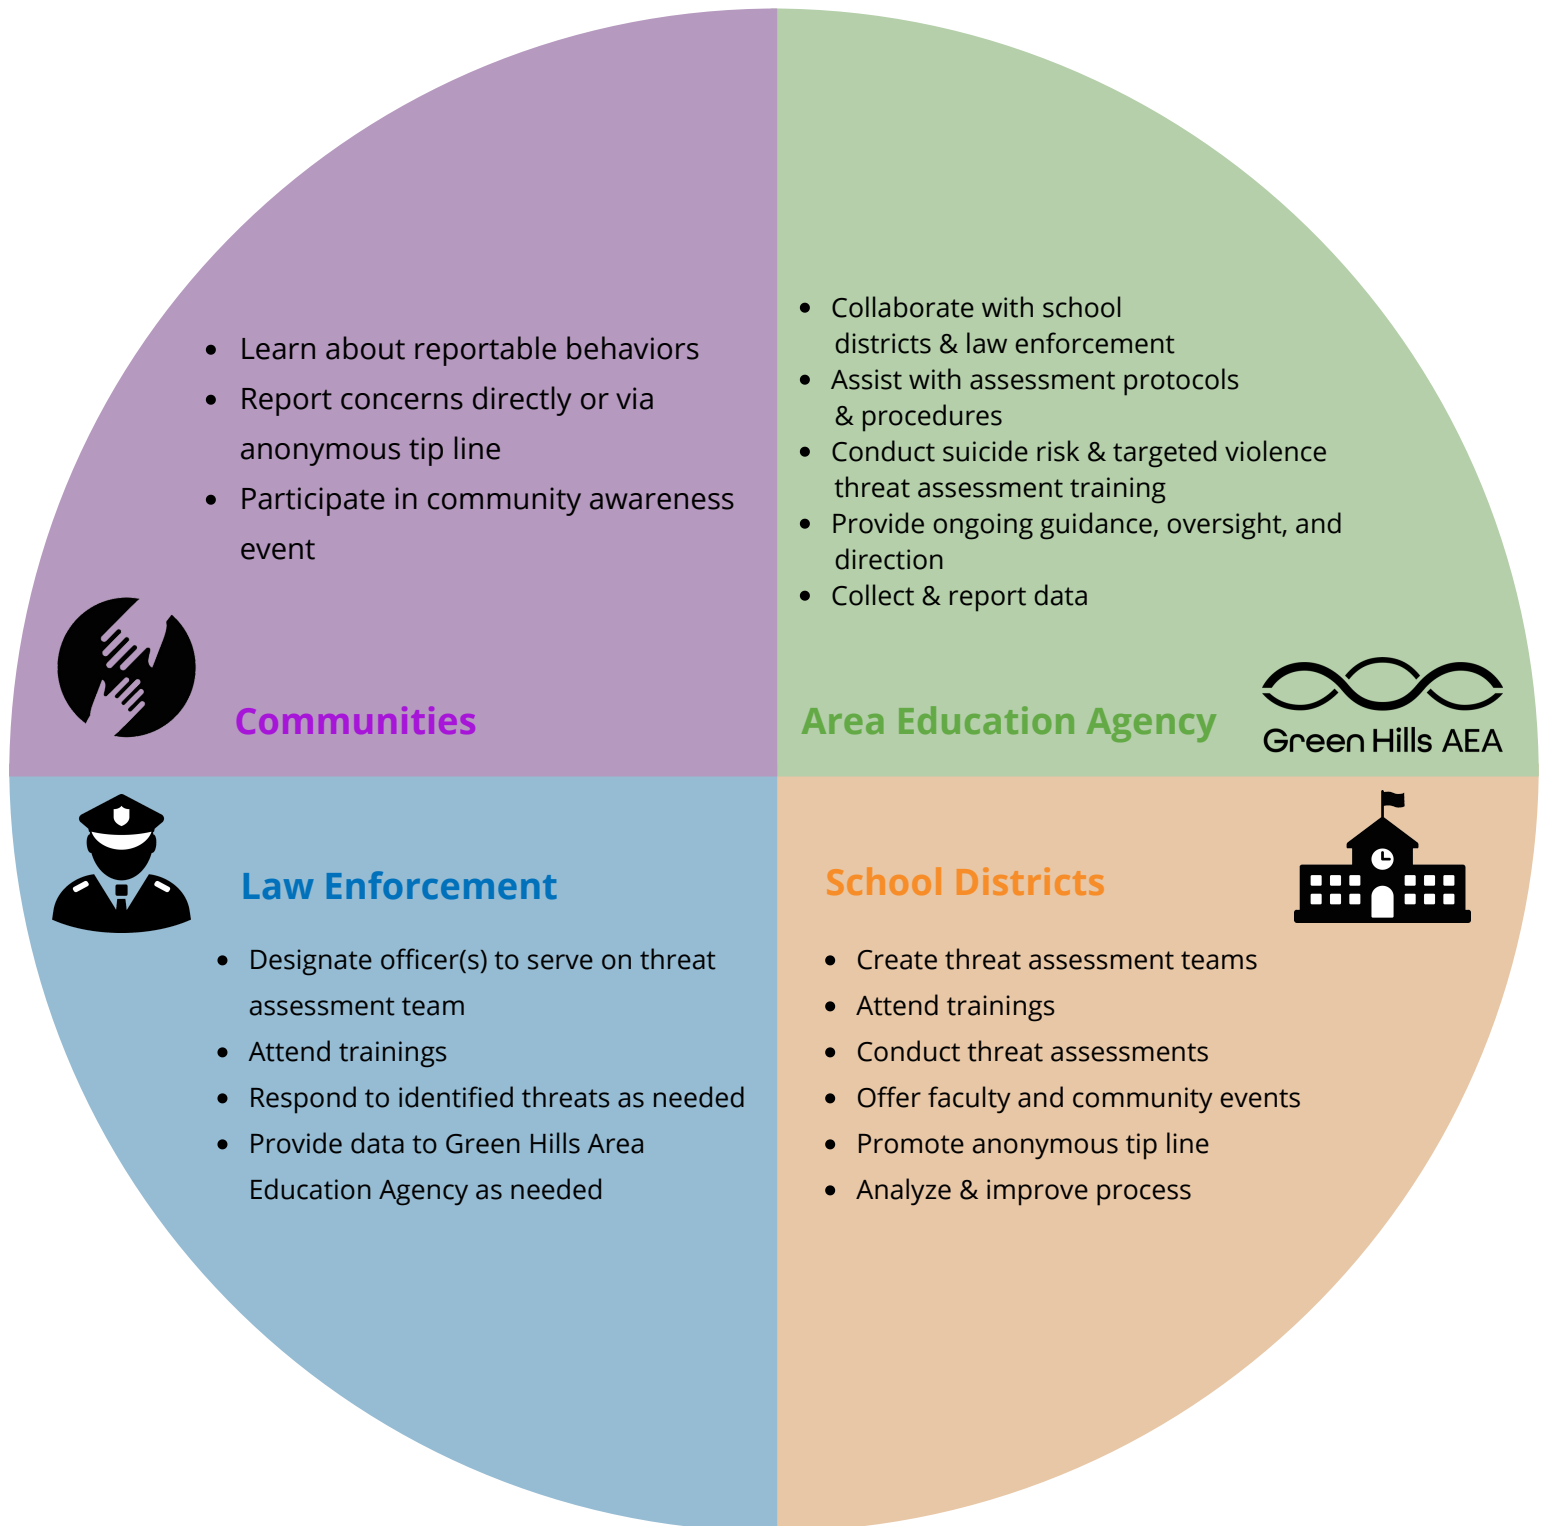 • Learn about reportable behaviors
• Report concerns directly or via
anonymous tip line
• Participate in community awareness
event
Communities
• Collaborate with school
districts & law enforcement
• Assist with assessment protocols
& procedures
• Conduct suicide risk & targeted violence
threat assessment training
• Provide ongoing guidance, oversight, and
direction
• Collect & report data
Area Education Agency
Green Hills AEA
Law Enforcement
• Designate officer(s) to serve on threat
assessment team
• Attend trainings
• Respond to identified threats as needed
• Provide data to Green Hills Area
Education Agency as needed
School Districts
• Create threat assessment teams
• Attend trainings
• Conduct threat assessments
• Offer faculty and community events
• Promote anonymous tip line
• Analyze & improve process